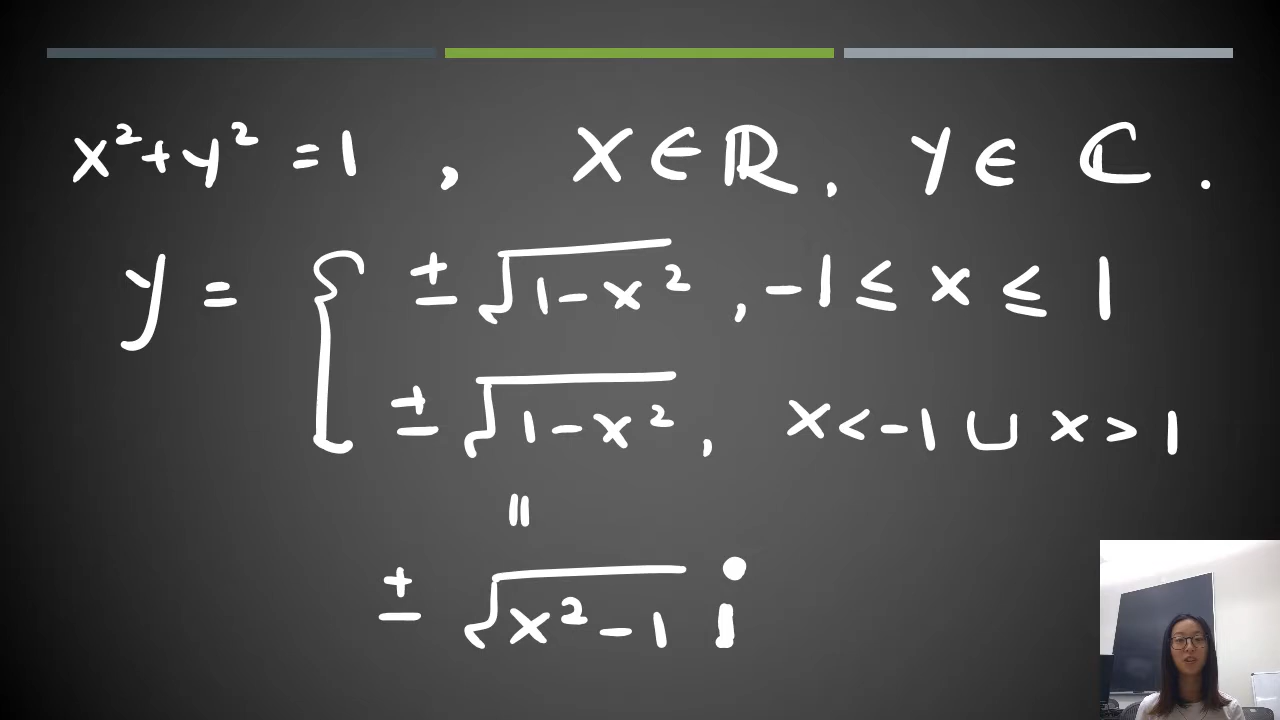 x²+y²=1, x∈ℝ, y∈ℂ.
y = { ±√(1-x²), -1≤x≤1
±√(1-x²), x<-1 ∪ x>1
||
±√(x²-1) i